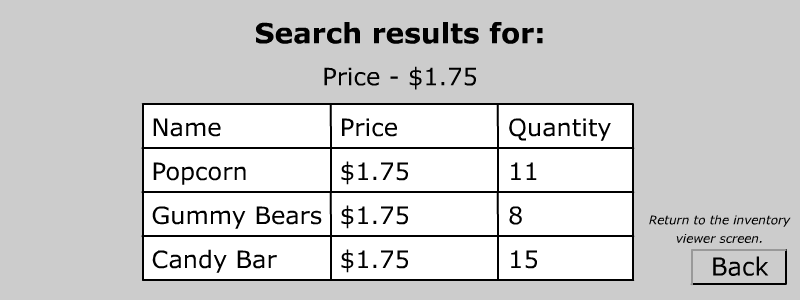 Search results for:
Price - $1.75
Name Price Quantity
Popcorn $1.75 11
Gummy Bears $1.75 8
Candy Bar $1.75 15
Return to the inventory
viewer screen.
Back